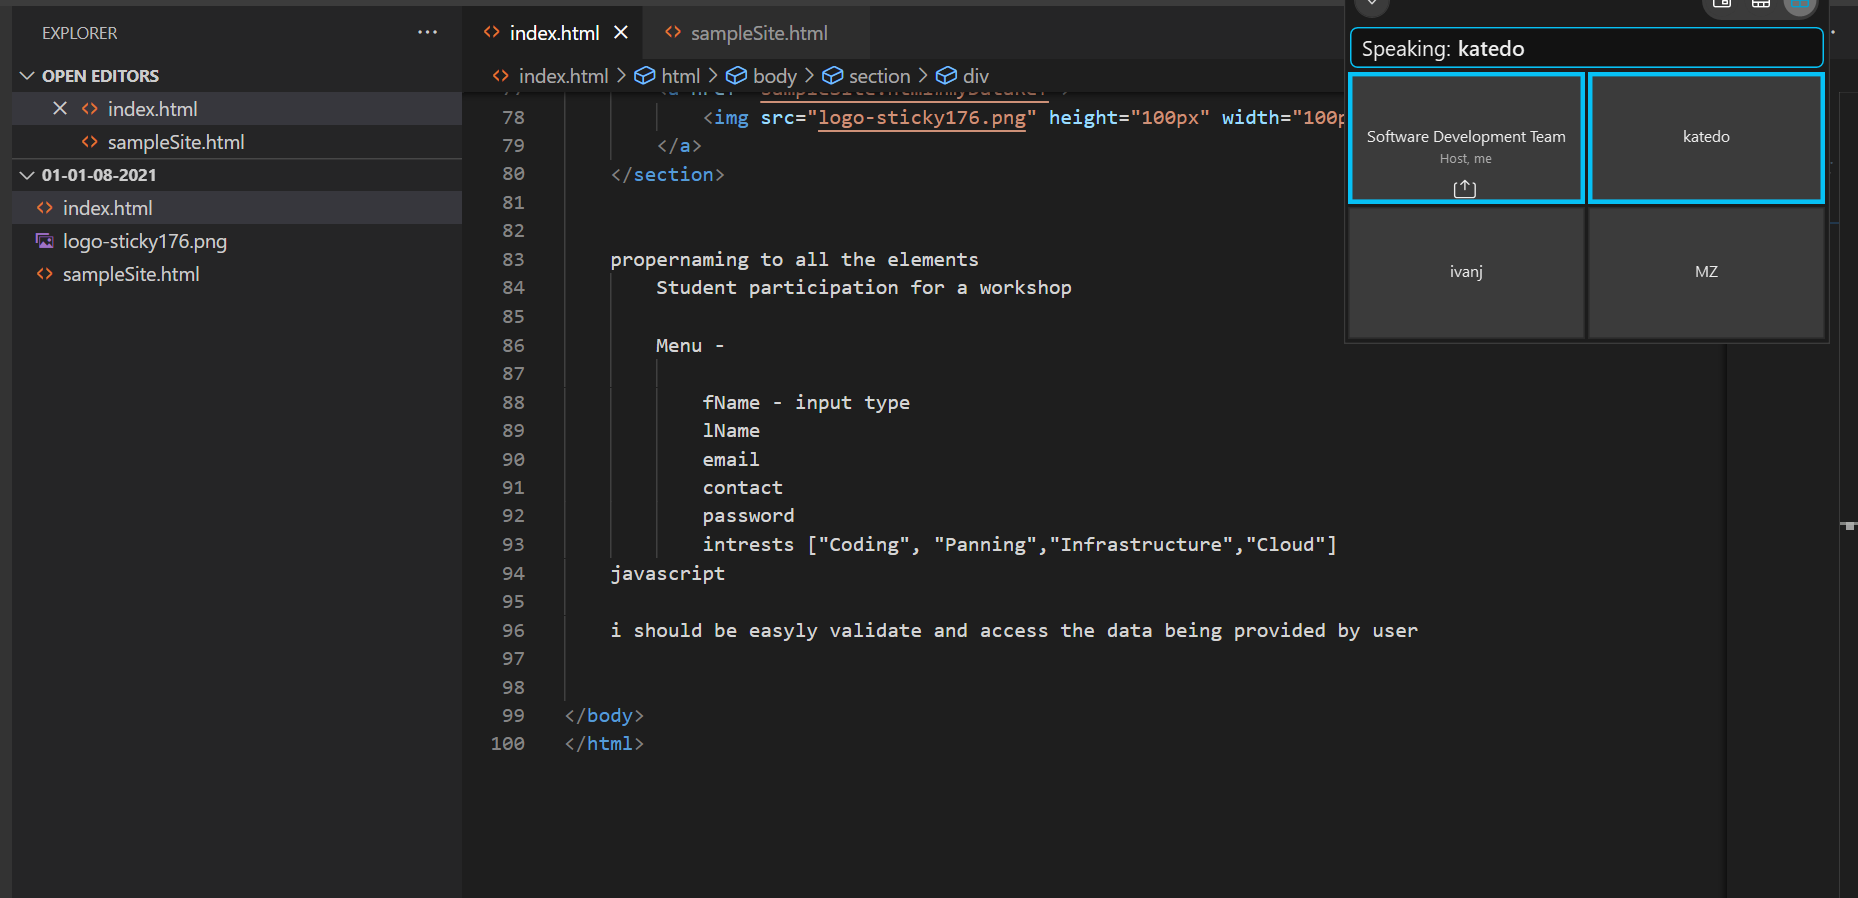 EXPLORER
OPEN EDITORS
index.html
sampleSite.html
01-01-08-2021
index.html
logo-sticky176.png
sampleSite.html
index.html
sampleSite.html
index.html > html > body > section > div
78 <img src="logo-sticky176.png" height="100px" width="100p
79 </a>
80 </section>
81
82
83 propernaming to all the elements
84 Student participation for a workshop
85
86 Menu -
87
88 fName - input type
89 lName
90 email
91 contact
92 password
93 intrests ["Coding", "Panning","Infrastructure","Cloud"]
94 javascript
95
96 i should be easyly validate and access the data being provided by user
97
98
99 </body>
100 </html>
Speaking: katedo
Software Development Team
Host, me
katedo
ivanj
MZ